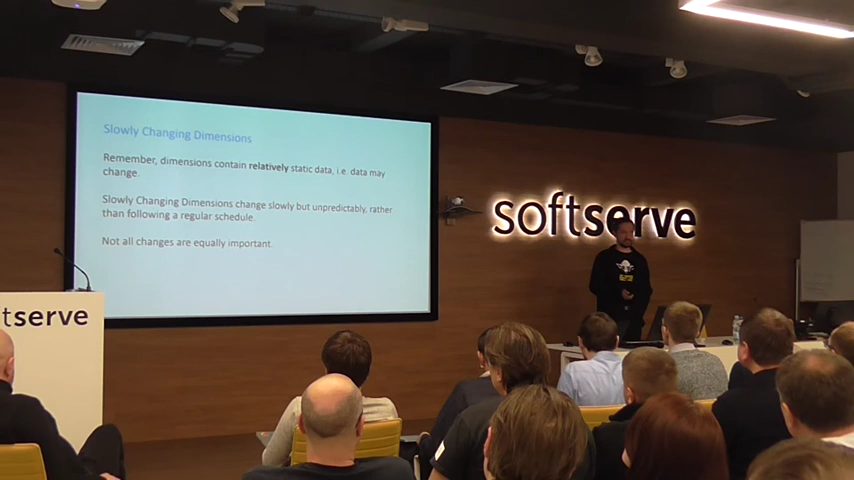 Slowly Changing Dimensions
Remember, dimensions contain relatively static data, i.e. data may
change.
Slowly Changing Dimensions change slowly but unpredictably, rather
than following a regular schedule.
Not all changes are equally important.
softserve
tserve